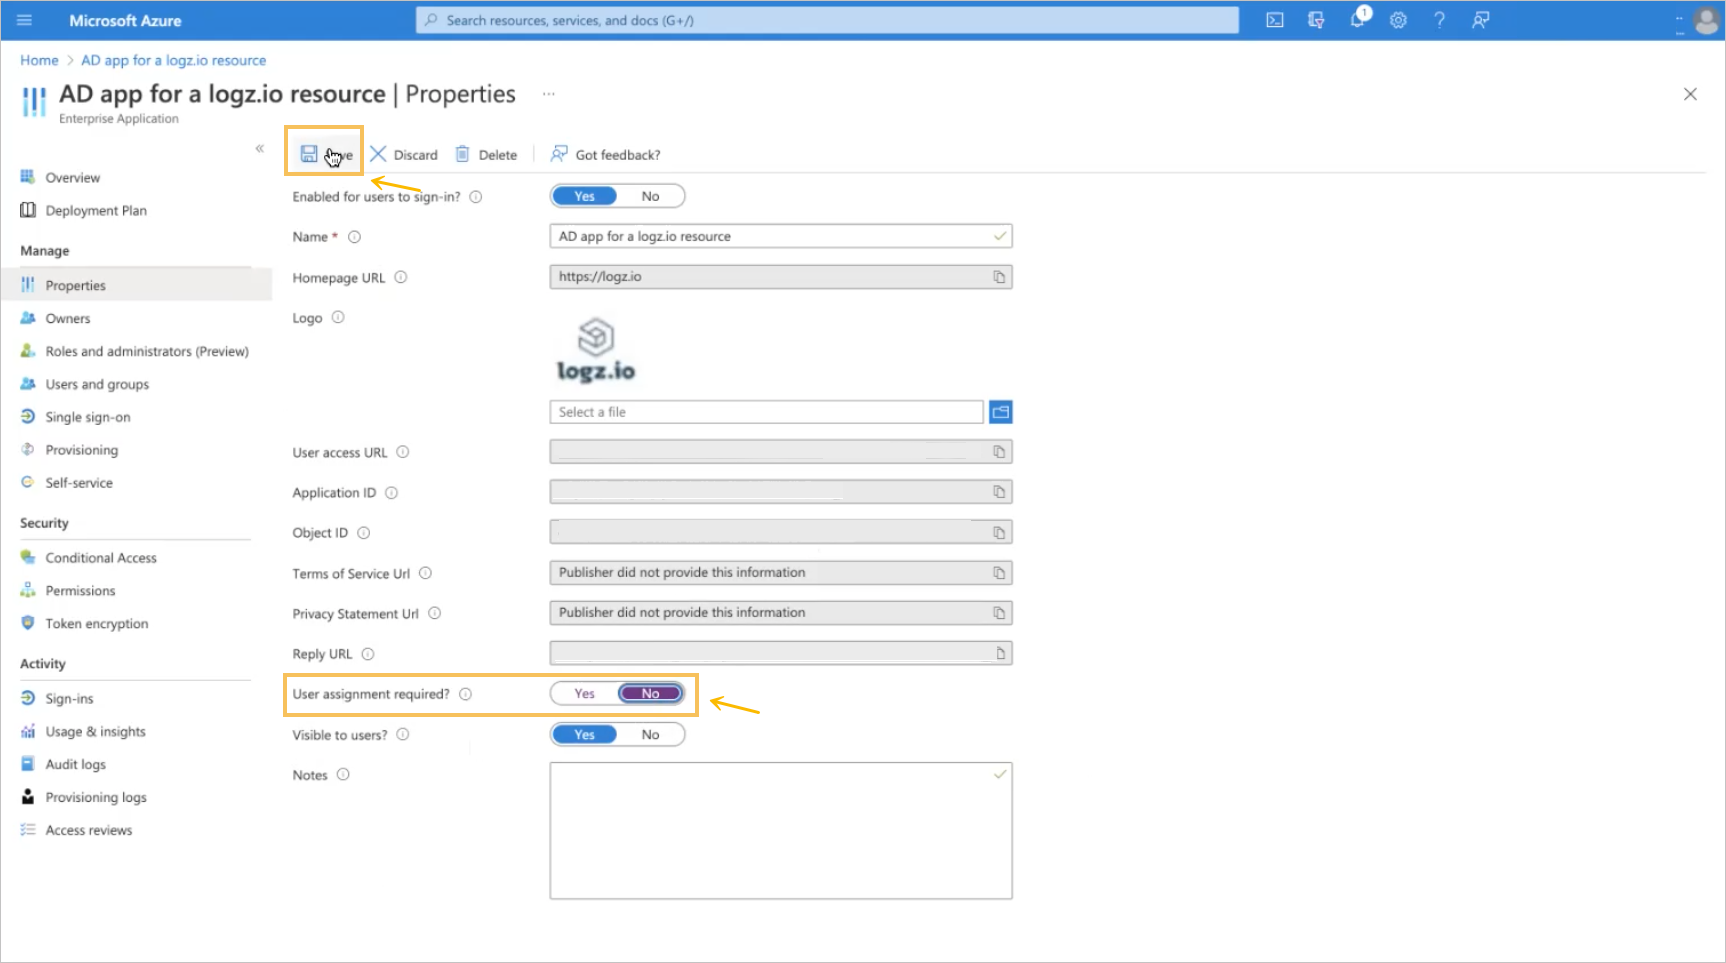 Microsoft Azure
Search resources, services, and docs (G+/)
1
Home > AD app for a logz.io resource
AD app for a logz.io resource | Properties ...
Enterprise Application
«
Discard
Delete
Got feedback?
Overview
Deployment Plan
Manage
Properties
Owners
Roles and administrators (Preview)
Users and groups
Single sign-on
Provisioning
Self-service
Security
Conditional Access
Permissions
Token encryption
Activity
Sign-ins
Usage & insights
Audit logs
Provisioning logs
Access reviews
Enabled for users to sign-in? Yes No
Name * AD app for a logz.io resource
Homepage URL https://logz.io
Logo
logz.io
Select a file
User access URL
Application ID
Object ID
Terms of Service Url Publisher did not provide this information
Privacy Statement Url Publisher did not provide this information
Reply URL
User assignment required? Yes No
Visible to users? Yes No
Notes